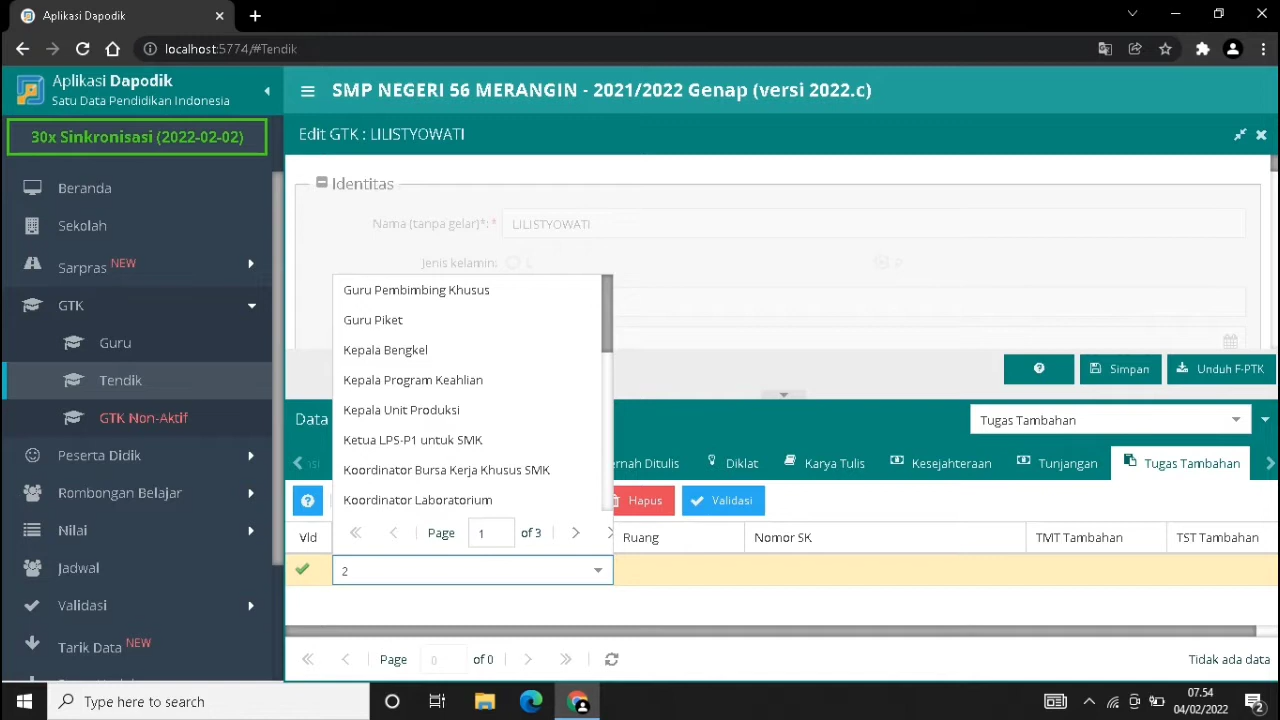 Aplikasi Dapodik
localhost:5774/#Tendik
Aplikasi Dapodik
Satu Data Pendidikan Indonesia
SMP NEGERI 56 MERANGIN - 2021/2022 Genap (versi 2022.c)
30x Sinkronisasi (2022-02-02)
Edit GTK : LILISTYOWATI
Beranda
Sekolah
Sarpras NEW
GTK
Guru
Tendik
GTK Non-Aktif
Peserta Didik
Rombongan Belajar
Nilai
Jadwal
Validasi
Tarik Data NEW
Identitas
Nama (tanpa gelar)*: * LILISTYOWATI
Jenis kelamin: L P
Guru Pembimbing Khusus
Guru Piket
Kepala Bengkel
Kepala Program Keahlian
Kepala Unit Produksi
Ketua LPS-P1 untuk SMK
Koordinator Bursa Kerja Khusus SMK
Koordinator Laboratorium
Page 1 of 3
Simpan Unduh F-PTK
Data
Tugas Tambahan
Ditulis Diklat Karya Tulis Kesejahteraan Tunjangan Tugas Tambahan
Hapus Validasi
Vld Ruang Nomor SK TMT Tambahan TST Tambahan
2
Page 0 of 0 Tidak ada data
Type here to search
07.54
04/02/2022
2